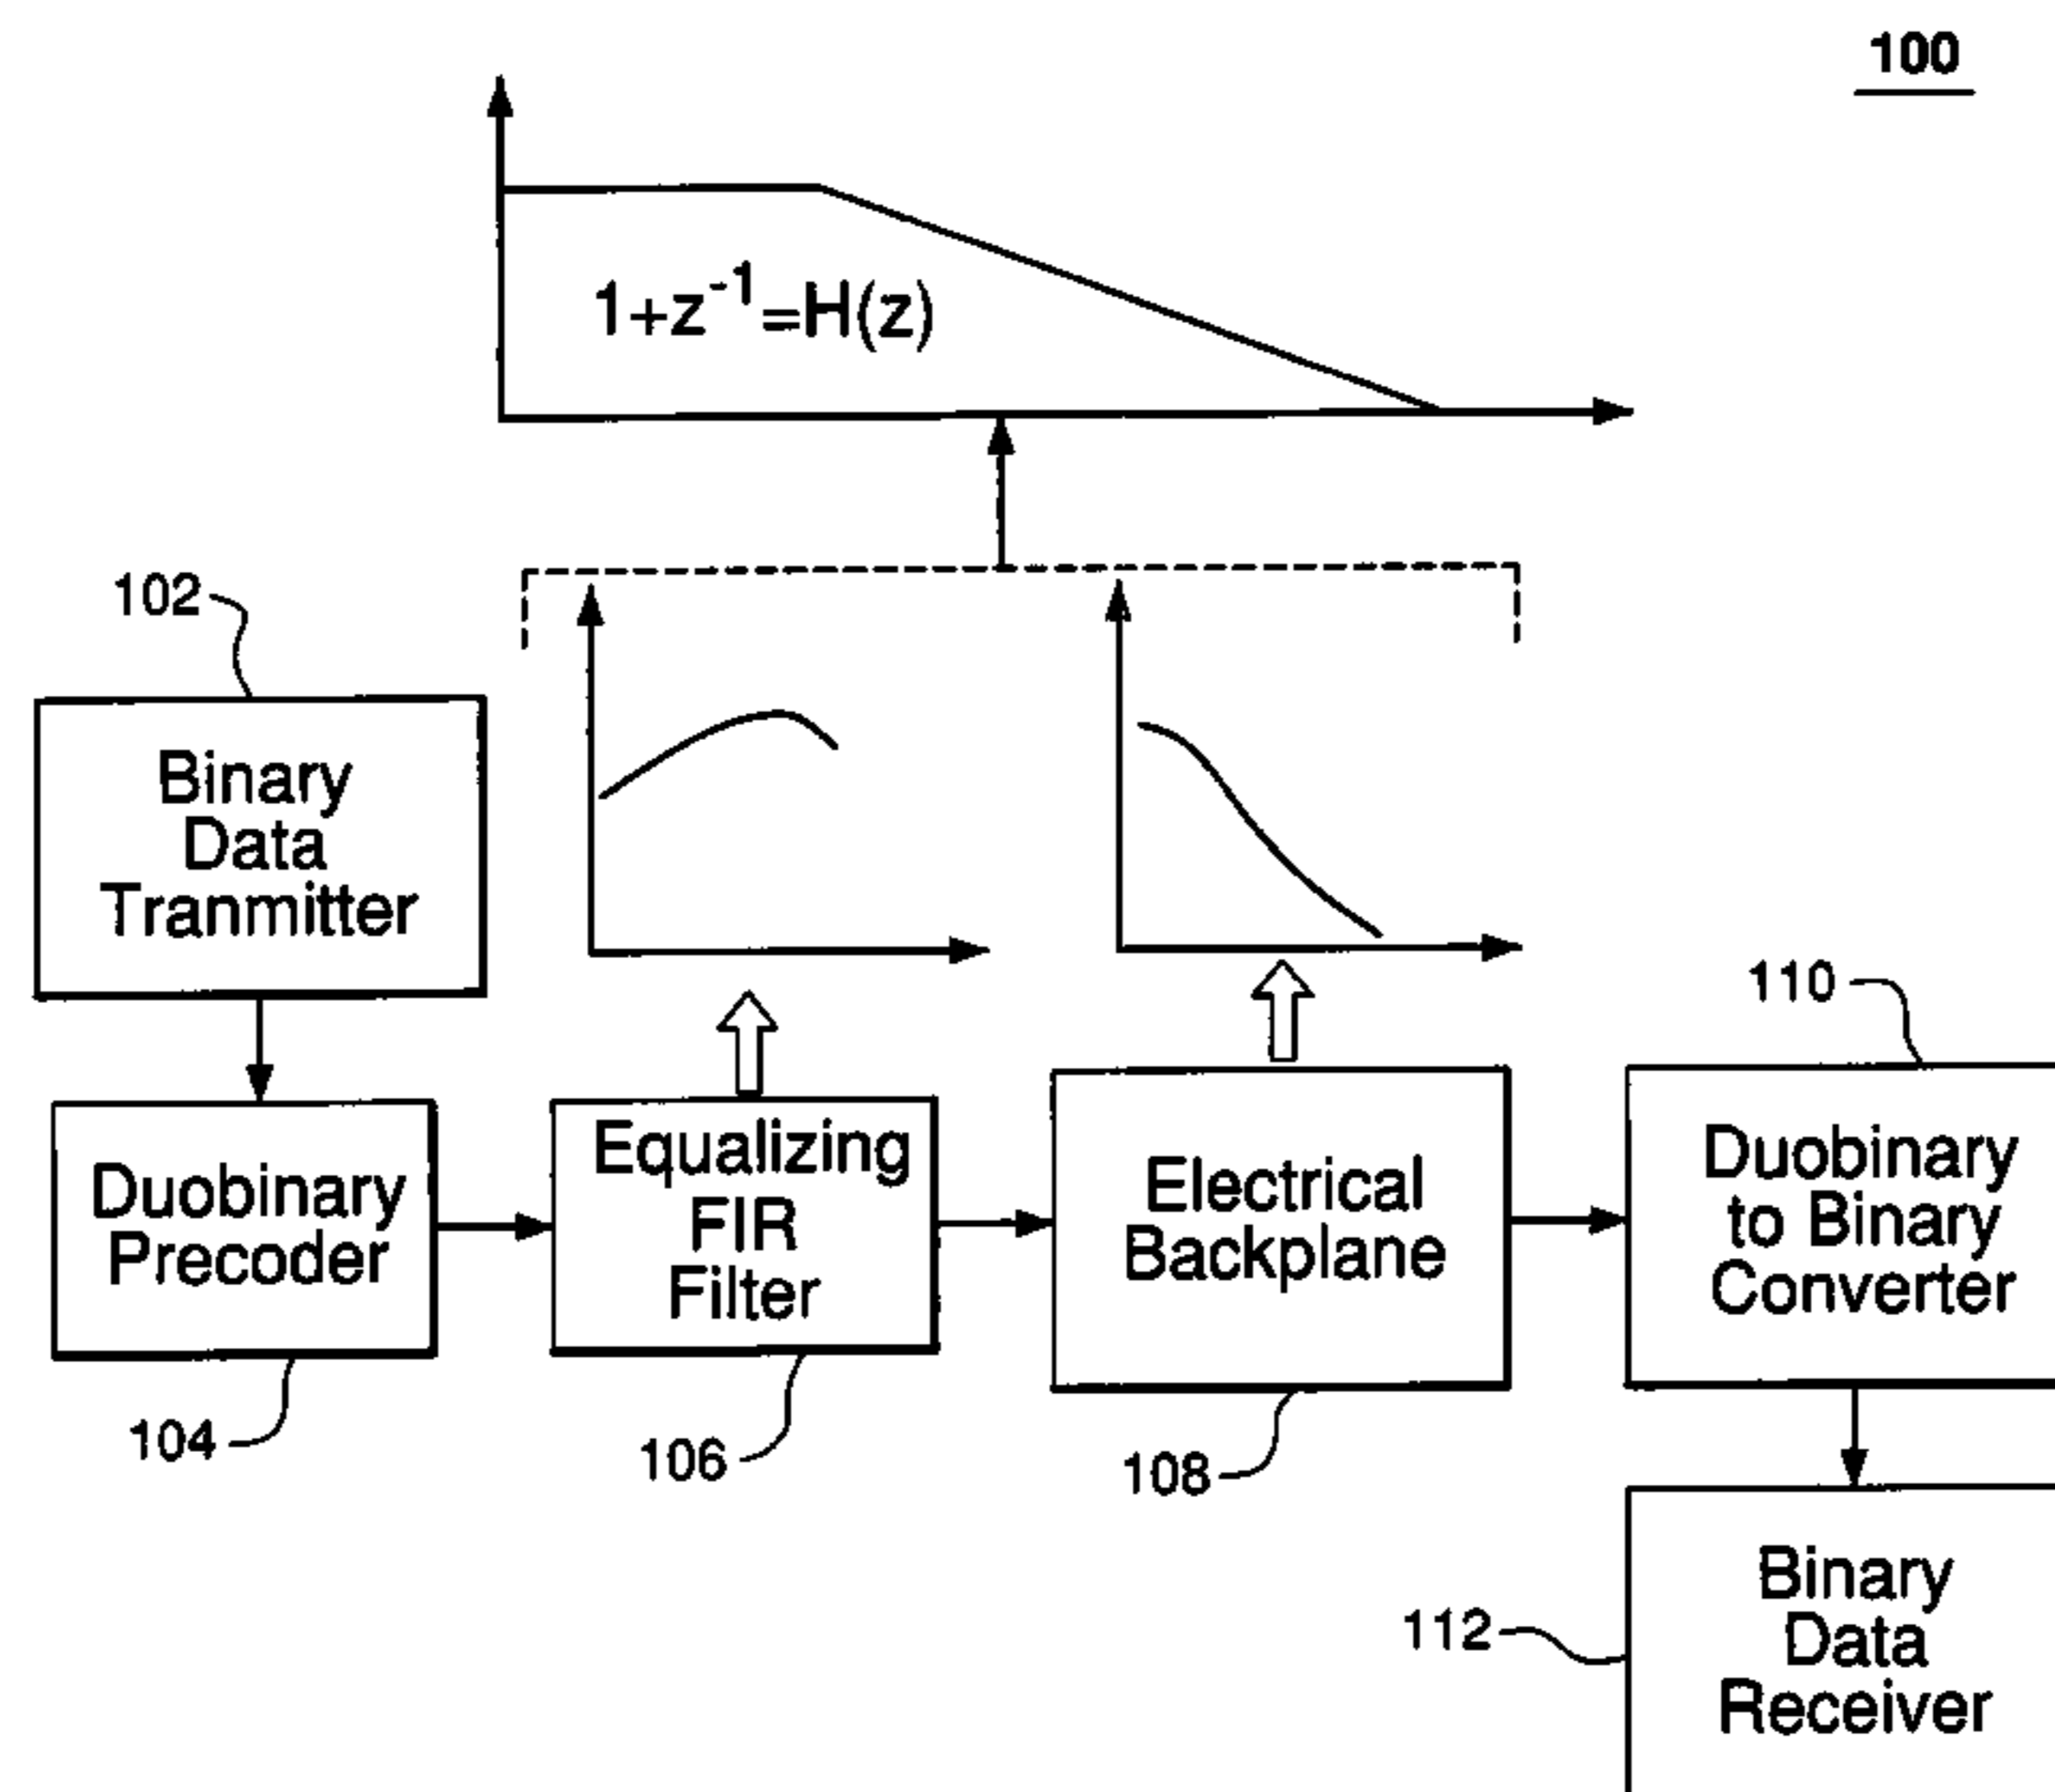 100
1+z⁻¹=H(z)
102
Binary
Data
Tranmitter
110
Duobinary
Precoder
Equalizing
FIR
Filter
Electrical
Backplane
Duobinary
to Binary
Converter
104
106
108
112
Binary
Data
Receiver